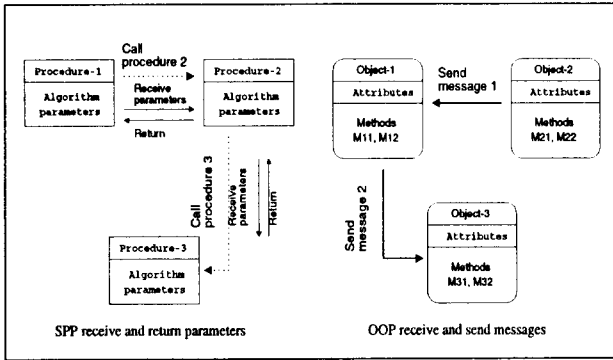 Call
procedure 2
Procedure-1
Algorithm
parameters
Receive
parameters
Return
Procedure-2
Algorithm
parameters
Call
procedure 3
Receive
parameters
Return
Procedure-3
Algorithm
parameters
SPP receive and return parameters
Object-1
Attributes
Methods
M11, M12
Send
message 1
Object-2
Attributes
Methods
M21, M22
Send
message 2
Object-3
Attributes
Methods
M31, M32
OOP receive and send messages